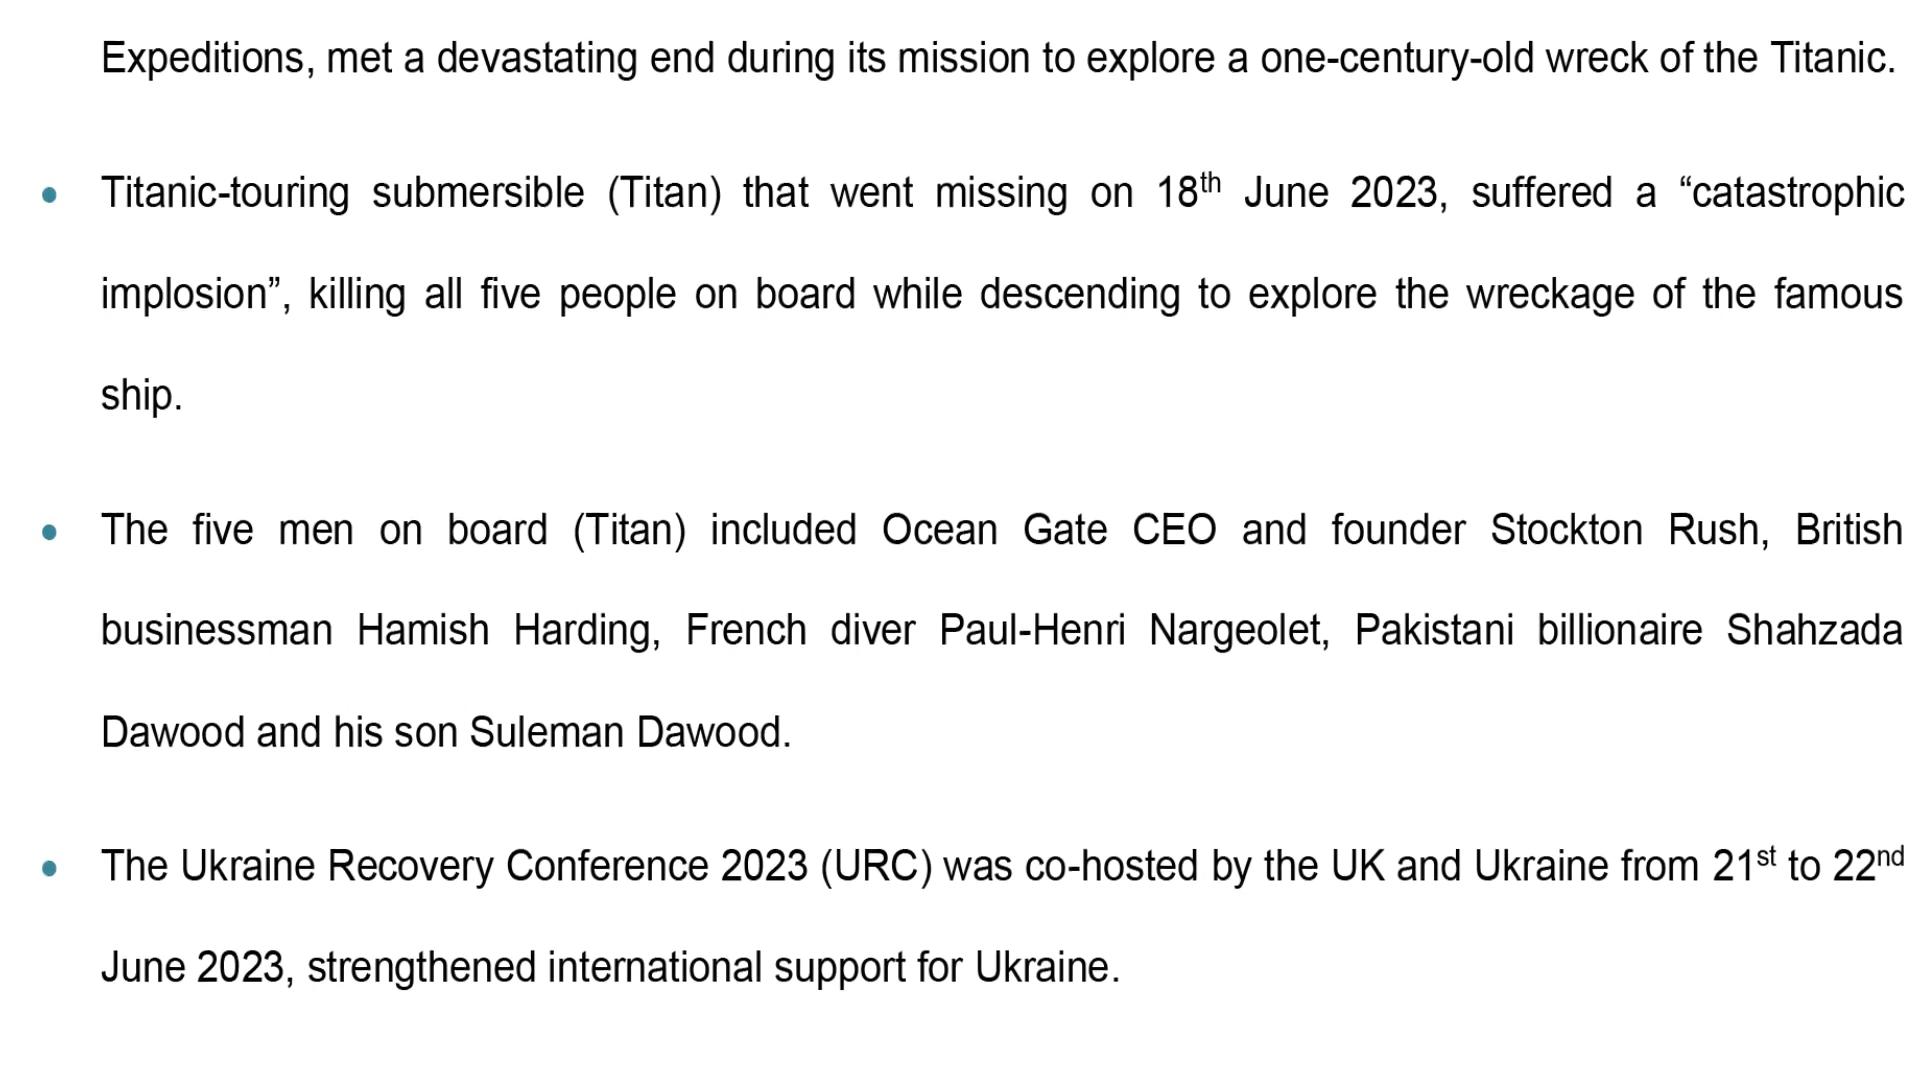 Expeditions, met a devastating end during its mission to explore a one-century-old wreck of the Titanic.
• Titanic-touring submersible (Titan) that went missing on 18th June 2023, suffered a “catastrophic
implosion”, killing all five people on board while descending to explore the wreckage of the famous
ship.
• The five men on board (Titan) included Ocean Gate CEO and founder Stockton Rush, British
businessman Hamish Harding, French diver Paul-Henri Nargeolet, Pakistani billionaire Shahzada
Dawood and his son Suleman Dawood.
• The Ukraine Recovery Conference 2023 (URC) was co-hosted by the UK and Ukraine from 21st to 22nd
June 2023, strengthened international support for Ukraine.